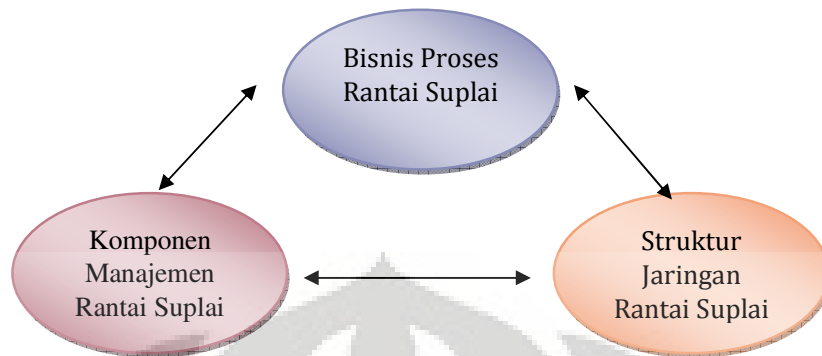 Bisnis Proses
Rantai Suplai
Komponen
Manajemen
Rantai Suplai
Struktur
Jaringan
Rantai Suplai